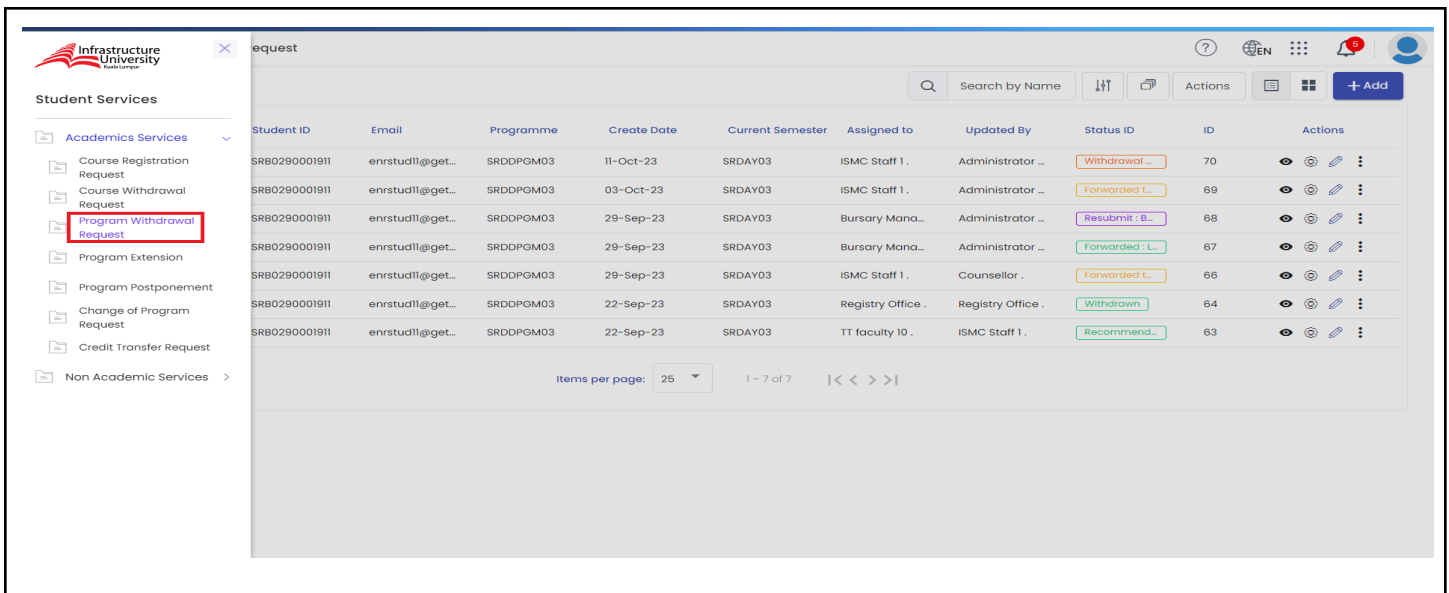 Infrastructure
University
Kuala Lumpur
equest
EN
5
Student Services
Search by Name
Actions
+ Add
Academics Services
Course Registration
Request
Course Withdrawal
Request
Program Withdrawal
Request
Program Extension
Program Postponement
Change of Program
Request
Credit Transfer Request
Non Academic Services
Student ID Email Programme Create Date Current Semester Assigned to Updated By Status ID ID Actions
SRB0290001911 enrstud11@get... SRDDPGM03 11-Oct-23 SRDAY03 ISMC Staff 1 . Administrator ... Withdrawal ... 70
SRB0290001911 enrstud11@get... SRDDPGM03 03-Oct-23 SRDAY03 ISMC Staff 1 . Administrator ... Forwarded t... 69
SRB0290001911 enrstud11@get... SRDDPGM03 29-Sep-23 SRDAY03 Bursary Mana... Administrator ... Resubmit : B... 68
SRB0290001911 enrstud11@get... SRDDPGM03 29-Sep-23 SRDAY03 Bursary Mana... Administrator ... Forwarded : L... 67
SRB0290001911 enrstud11@get... SRDDPGM03 29-Sep-23 SRDAY03 ISMC Staff 1 . Counsellor . Forwarded t... 66
SRB0290001911 enrstud11@get... SRDDPGM03 22-Sep-23 SRDAY03 Registry Office . Registry Office . Withdrawn 64
SRB0290001911 enrstud11@get... SRDDPGM03 22-Sep-23 SRDAY03 TT faculty 10 . ISMC Staff 1 . Recommend... 63
Items per page: 25 1 – 7 of 7